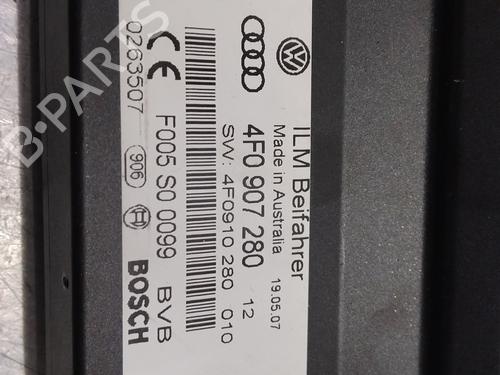 ILM Beifahrer
Made in Australia 19.05.07
4F0 907 280 12
SW: 4F0910 280 010
F005 S0 0099 BVB
0263507 906 BOSCH
B-PARTS